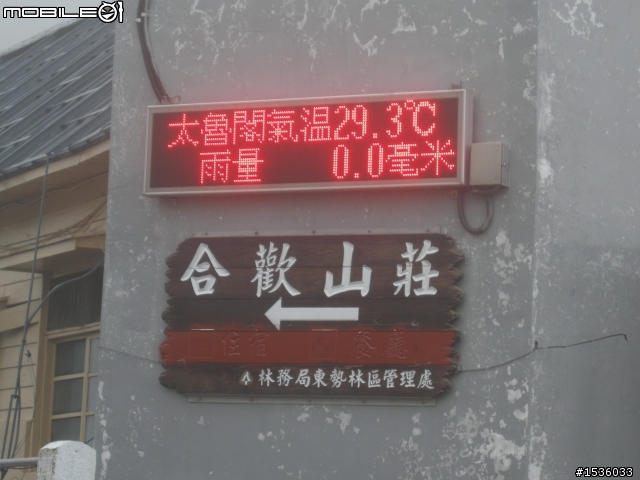 MOBILE01
太魯閣氣溫29.3℃
雨量 0.0毫米
合歡山莊
住宿 餐廳
林務局東勢林區管理處
#1536033